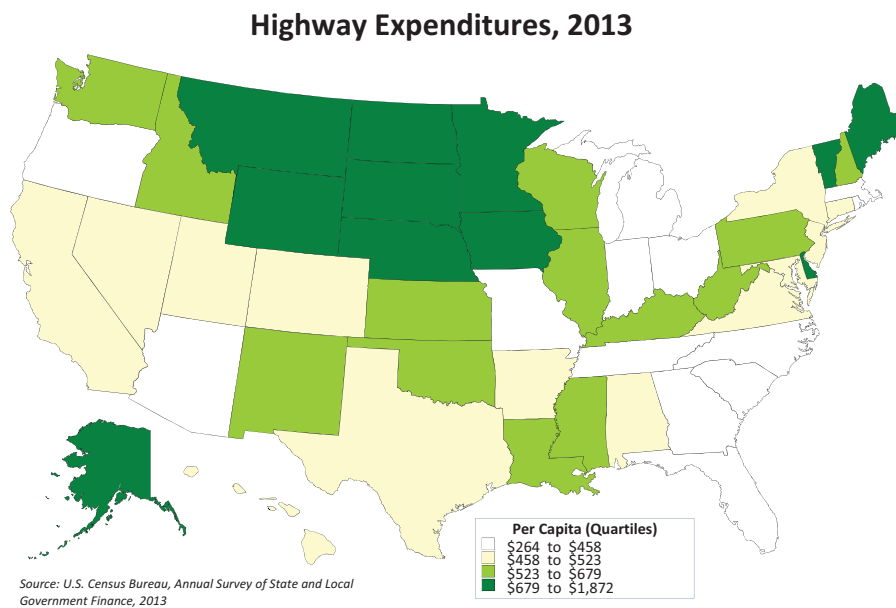 Highway Expenditures, 2013
Per Capita (Quartiles)
$264 to $458
$458 to $523
$523 to $679
$679 to $1,872
Source: U.S. Census Bureau, Annual Survey of State and Local
Government Finance, 2013